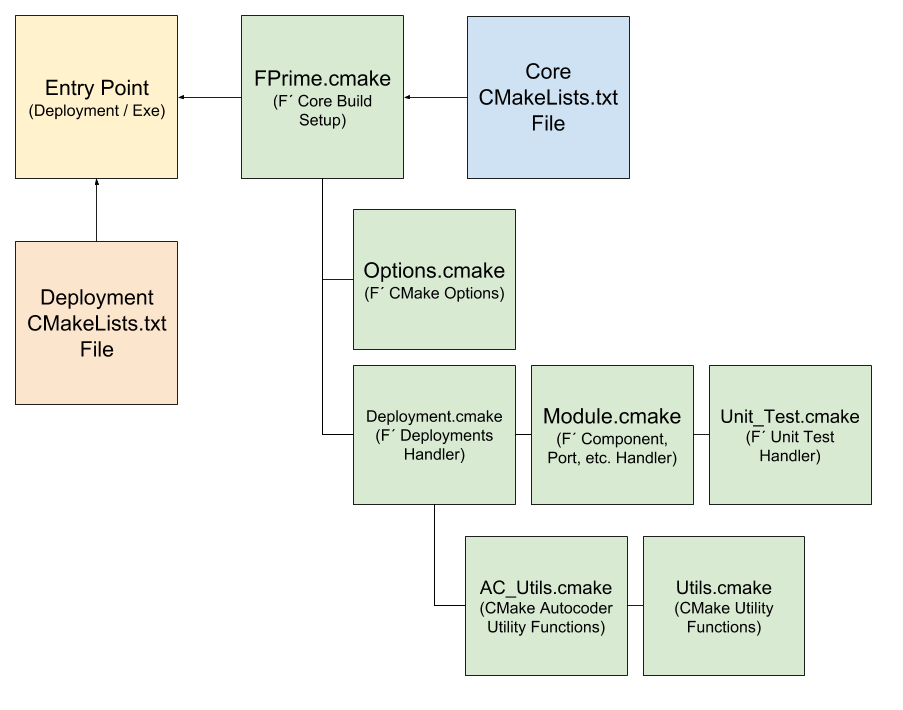 Entry Point
(Deployment / Exe)
FPrime.cmake
(F´ Core Build
Setup)
Core
CMakeLists.txt
File
Deployment
CMakeLists.txt
File
Options.cmake
(F´ CMake Options)
Deployment.cmake
(F´ Deployments
Handler)
Module.cmake
(F´ Component,
Port, etc. Handler)
Unit_Test.cmake
(F´ Unit Test
Handler)
AC_Utils.cmake
(CMake Autocoder
Utility Functions)
Utils.cmake
(CMake Utility
Functions)